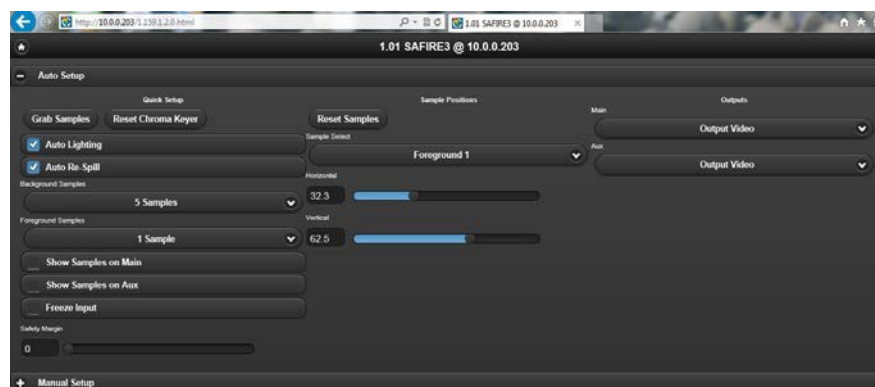 http://10.0.0.203/1.159.1.2.0.html
1.01 SAFIRE3 @ 10.0.0.203
1.01 SAFIRE3 @ 10.0.0.203
Auto Setup
Quick Setup
Grab Samples
Reset Chroma Keyer
Auto Lighting
Auto Re-Spill
Background Samples
5 Samples
Foreground Samples
1 Sample
Show Samples on Main
Show Samples on Aux
Freeze Input
Safety Margin
0
Sample Positions
Reset Samples
Sample Select
Foreground 1
Horizontal
32.3
Vertical
62.5
Outputs
Main
Output Video
Aux
Output Video
Manual Setup